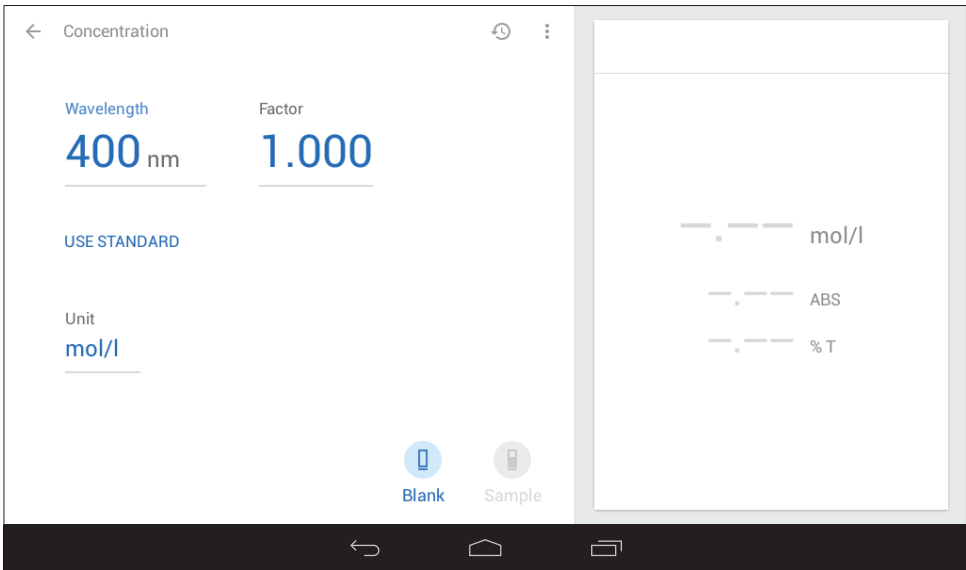 Concentration
Wavelength
Factor
400 nm
1.000
USE STANDARD
Unit
mol/l
Blank
Sample
—.—— mol/l
—.—— ABS
—.—— % T